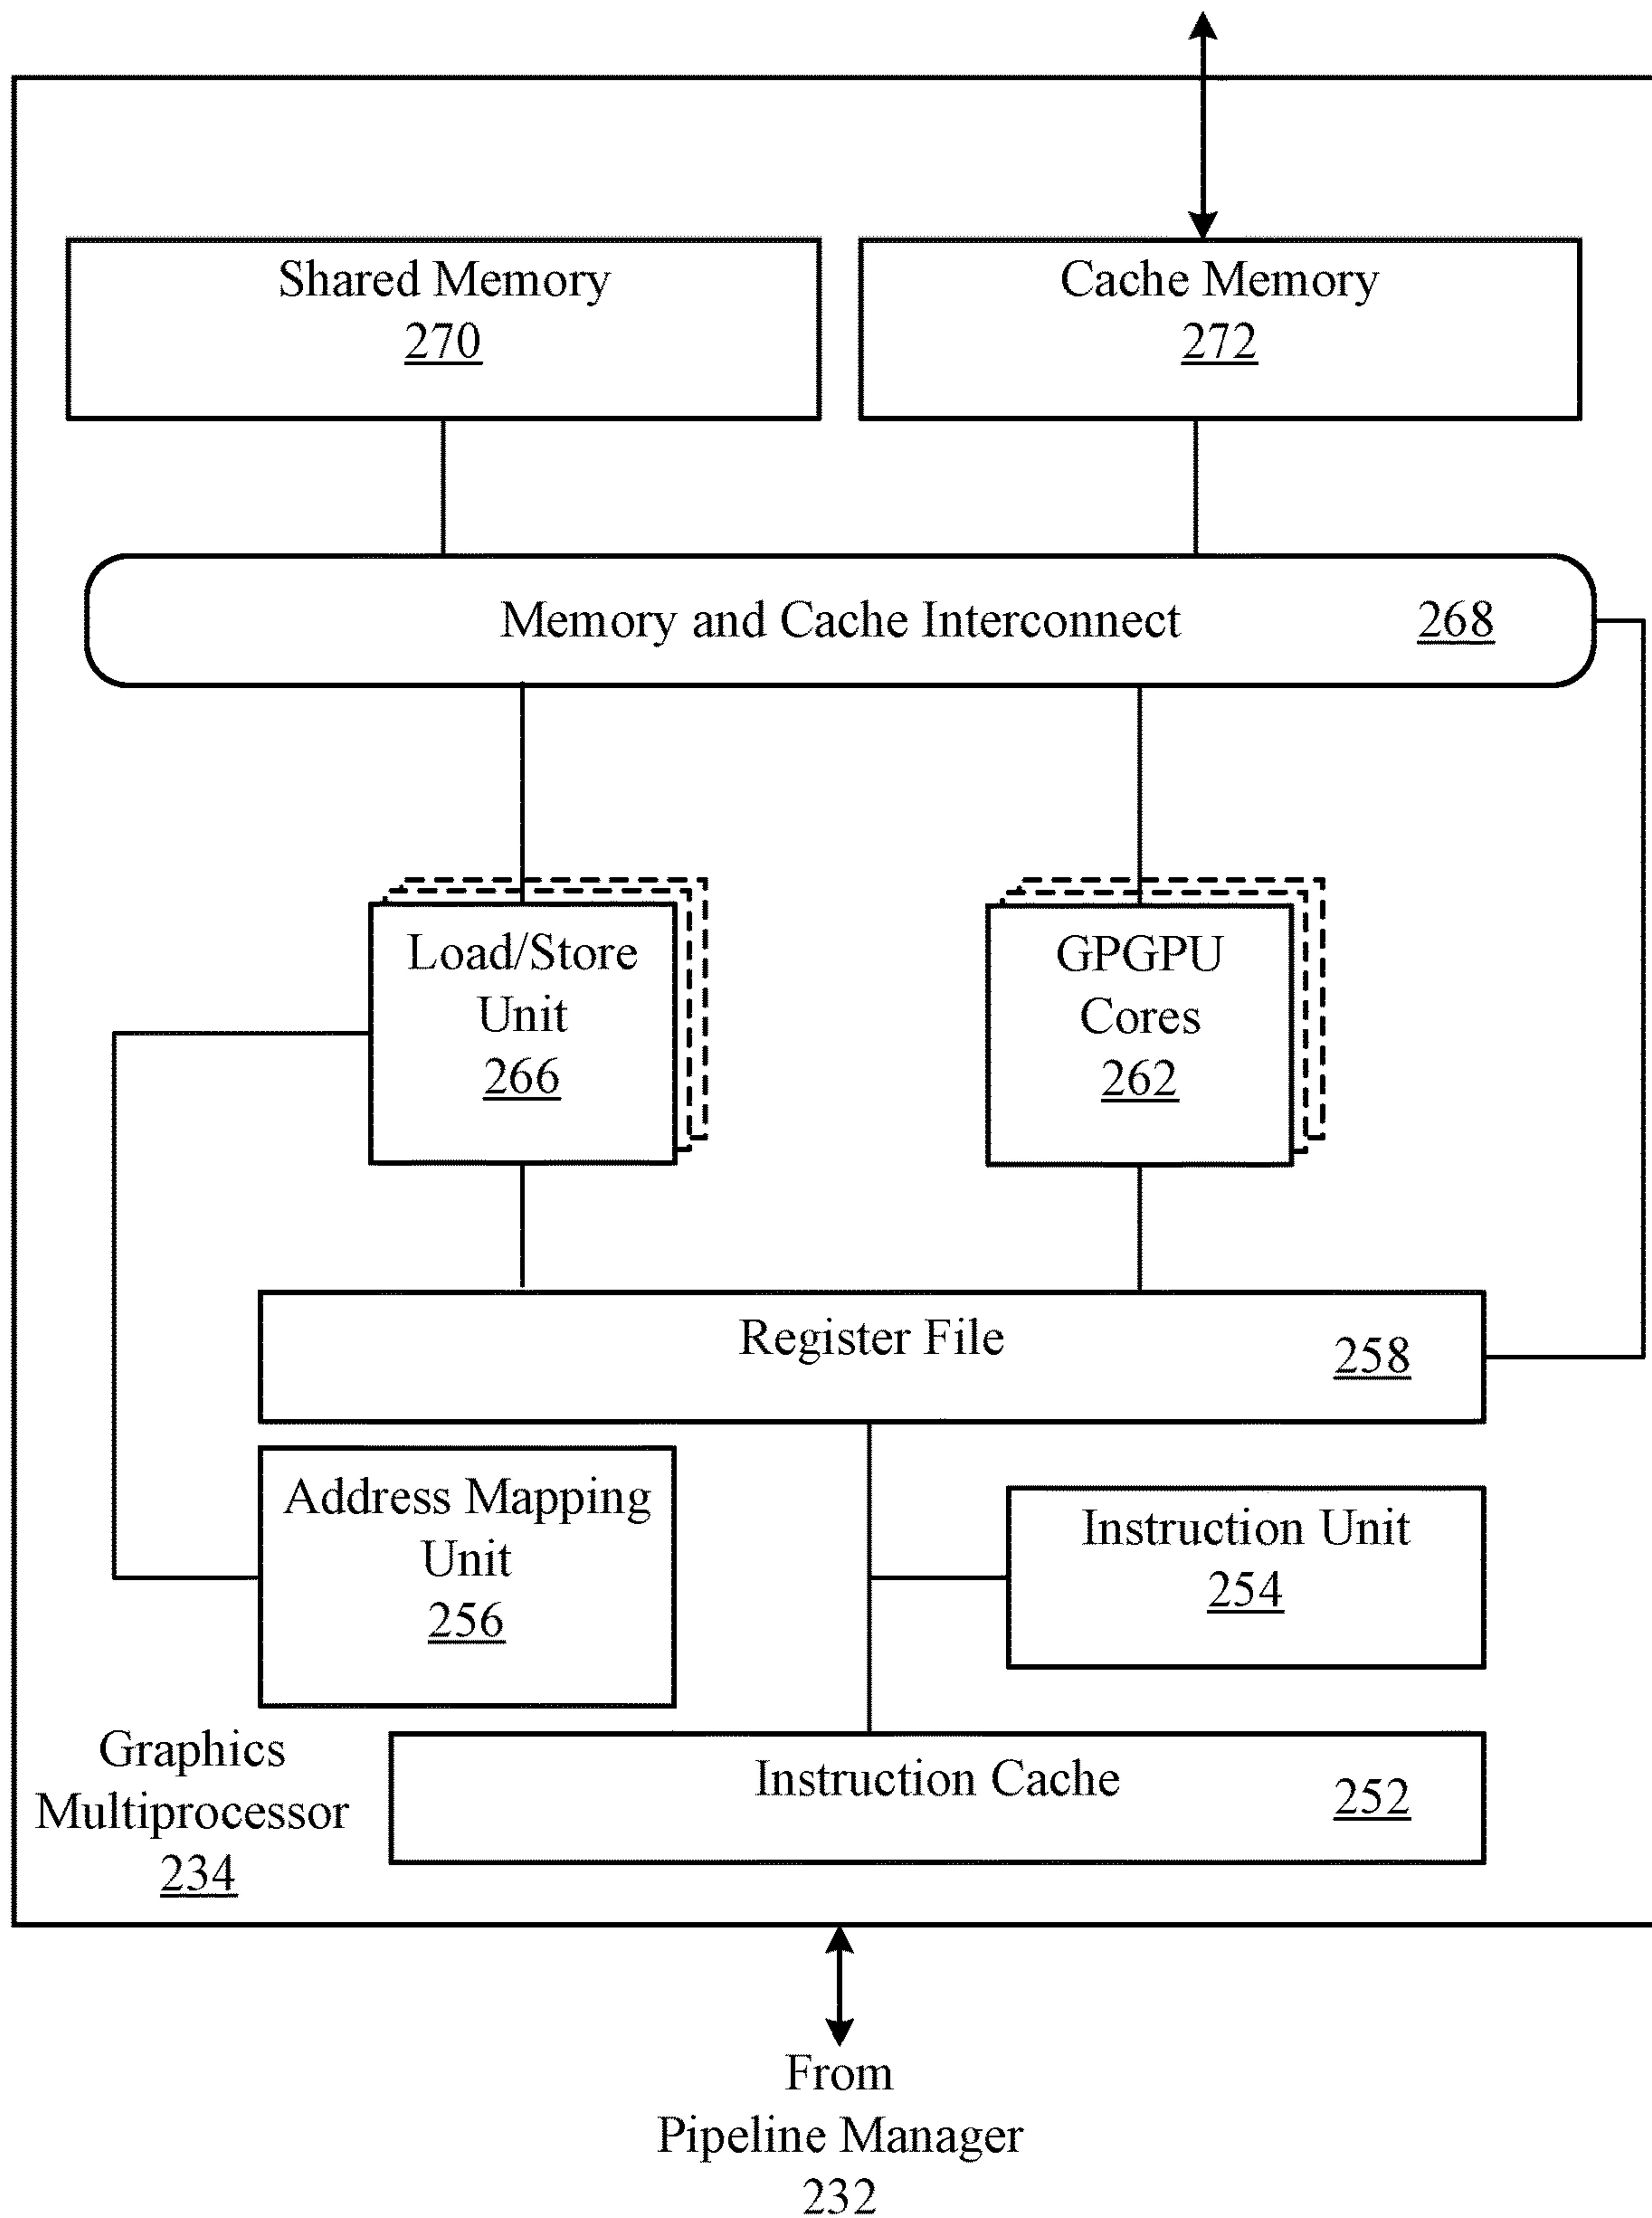 Shared Memory
270
Cache Memory
272
Memory and Cache Interconnect
268
Load/Store
Unit
266
GPGPU
Cores
262
Register File
258
Address Mapping
Unit
256
Instruction Unit
254
Graphics
Multiprocessor
234
Instruction Cache
252
From
Pipeline Manager
232